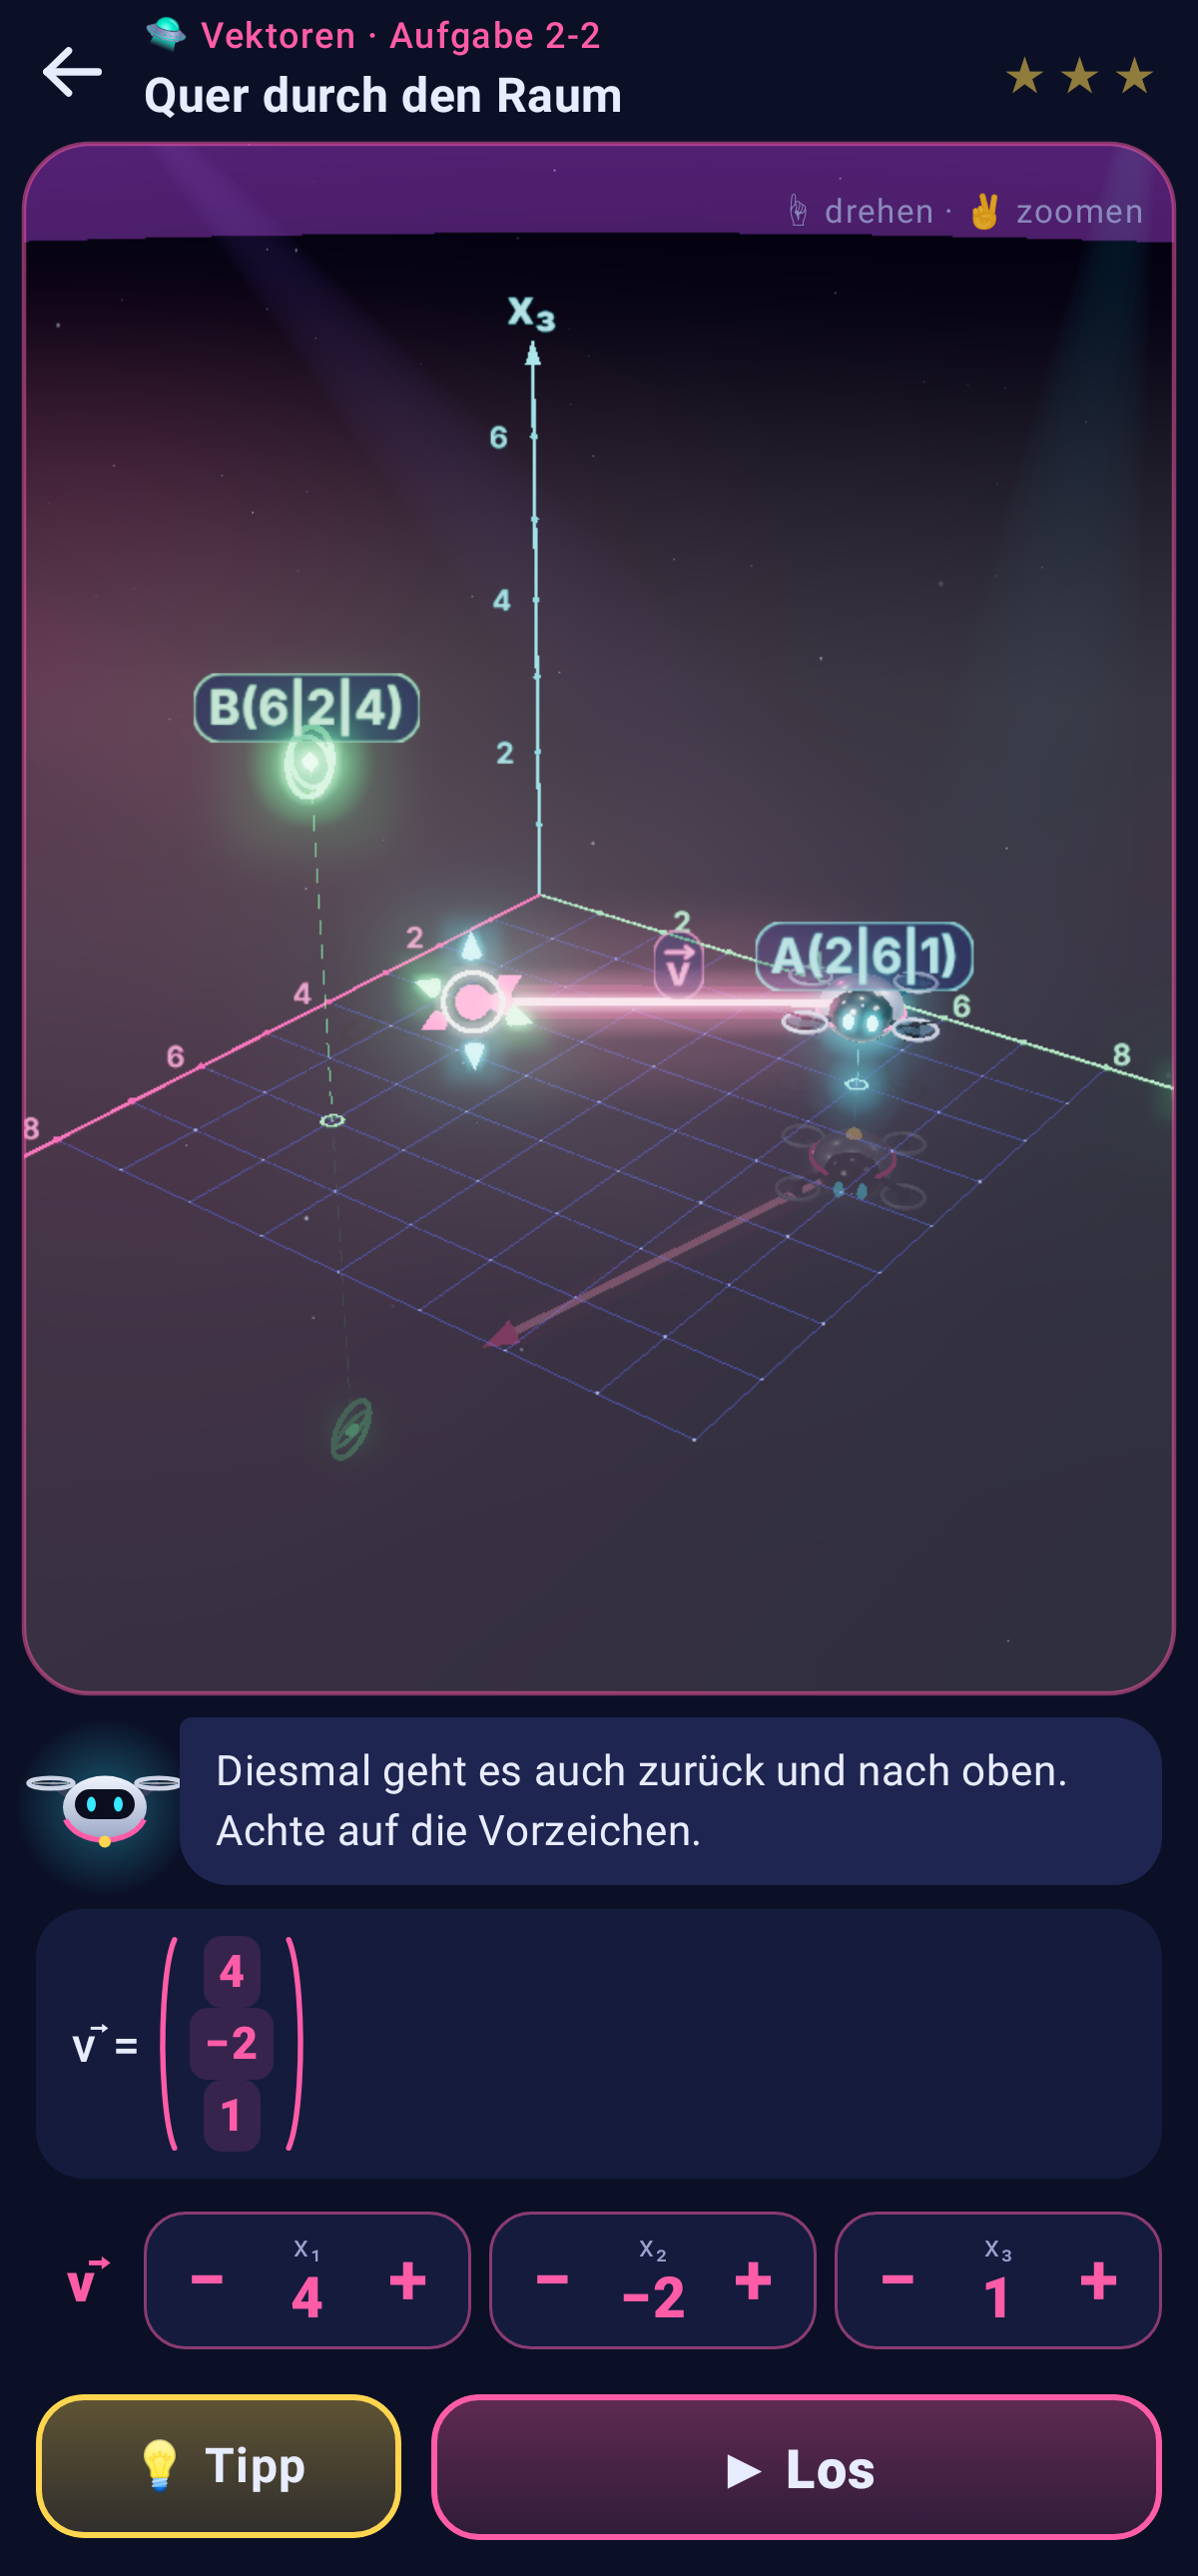 🛸 Vektoren · Aufgabe 2-2
Quer durch den Raum
★ ★ ★
☝ drehen · ✌ zoomen
x₃
6
4
B(6|2|4)
2
2
2
v⃗
A(2|6|1)
4
6
6
8
8
Diesmal geht es auch zurück und nach oben.
Achte auf die Vorzeichen.
4
v⃗ = −2
1
x₁
x₂
x₃
v⃗ − 4 + − −2 + − 1 +
💡 Tipp
▶ Los